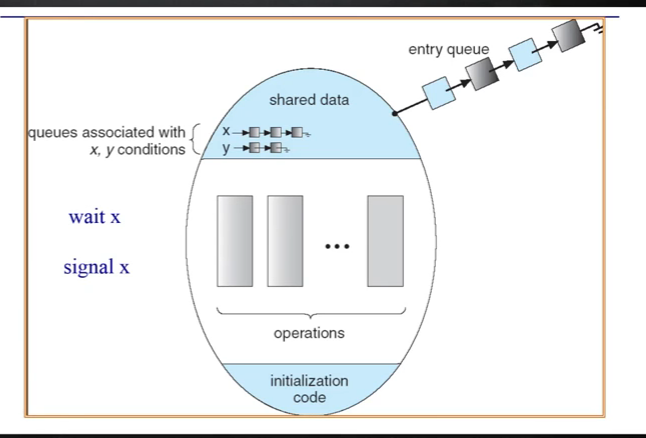 entry queue
shared data
queues associated with
x, y conditions
x
y
wait x
signal x
...
operations
initialization
code